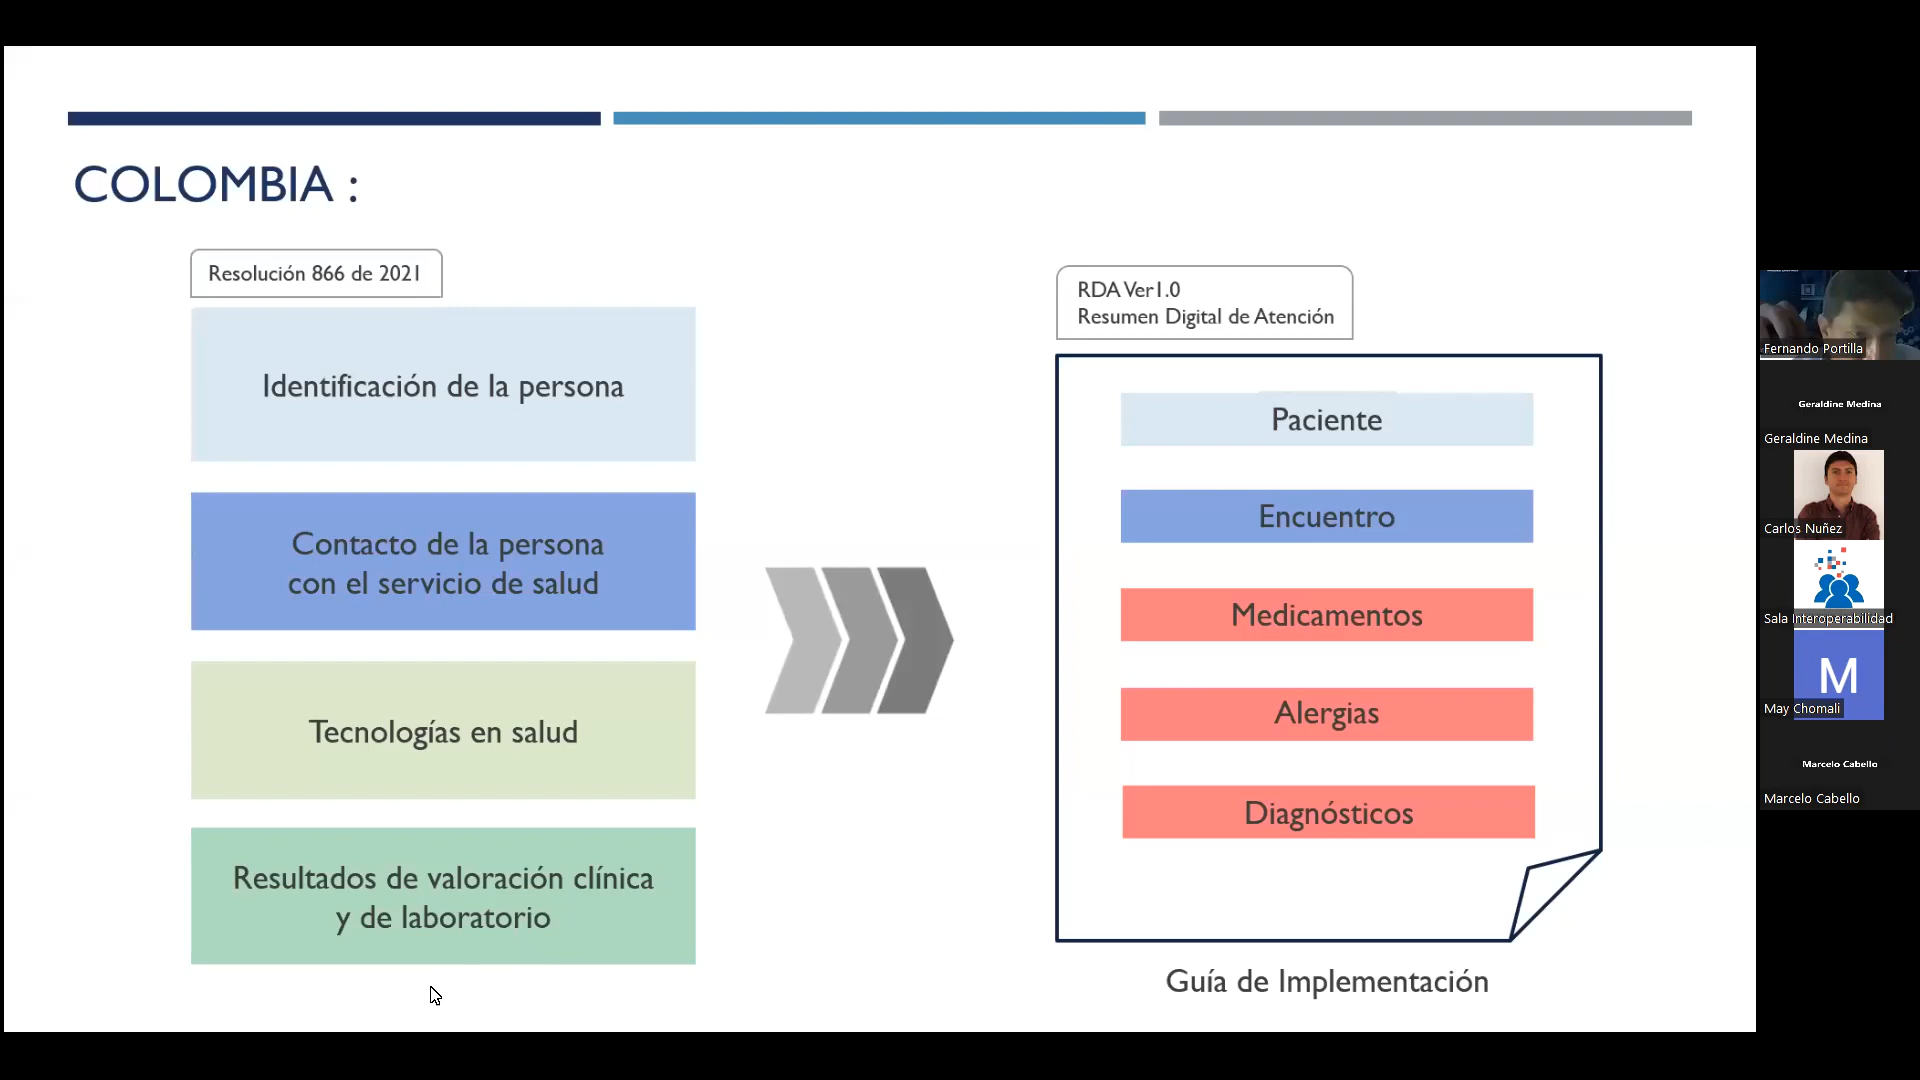 COLOMBIA :
Resolución 866 de 2021
Identificación de la persona
Contacto de la persona
con el servicio de salud
Tecnologías en salud
Resultados de valoración clínica
y de laboratorio
RDA Ver1.0
Resumen Digital de Atención
Paciente
Encuentro
Medicamentos
Alergias
Diagnósticos
Guía de Implementación
Fernando Portilla
Geraldine Medina
Geraldine Medina
Carlos Nuñez
Sala Interoperabilidad
M
May Chomali
Marcelo Cabello
Marcelo Cabello